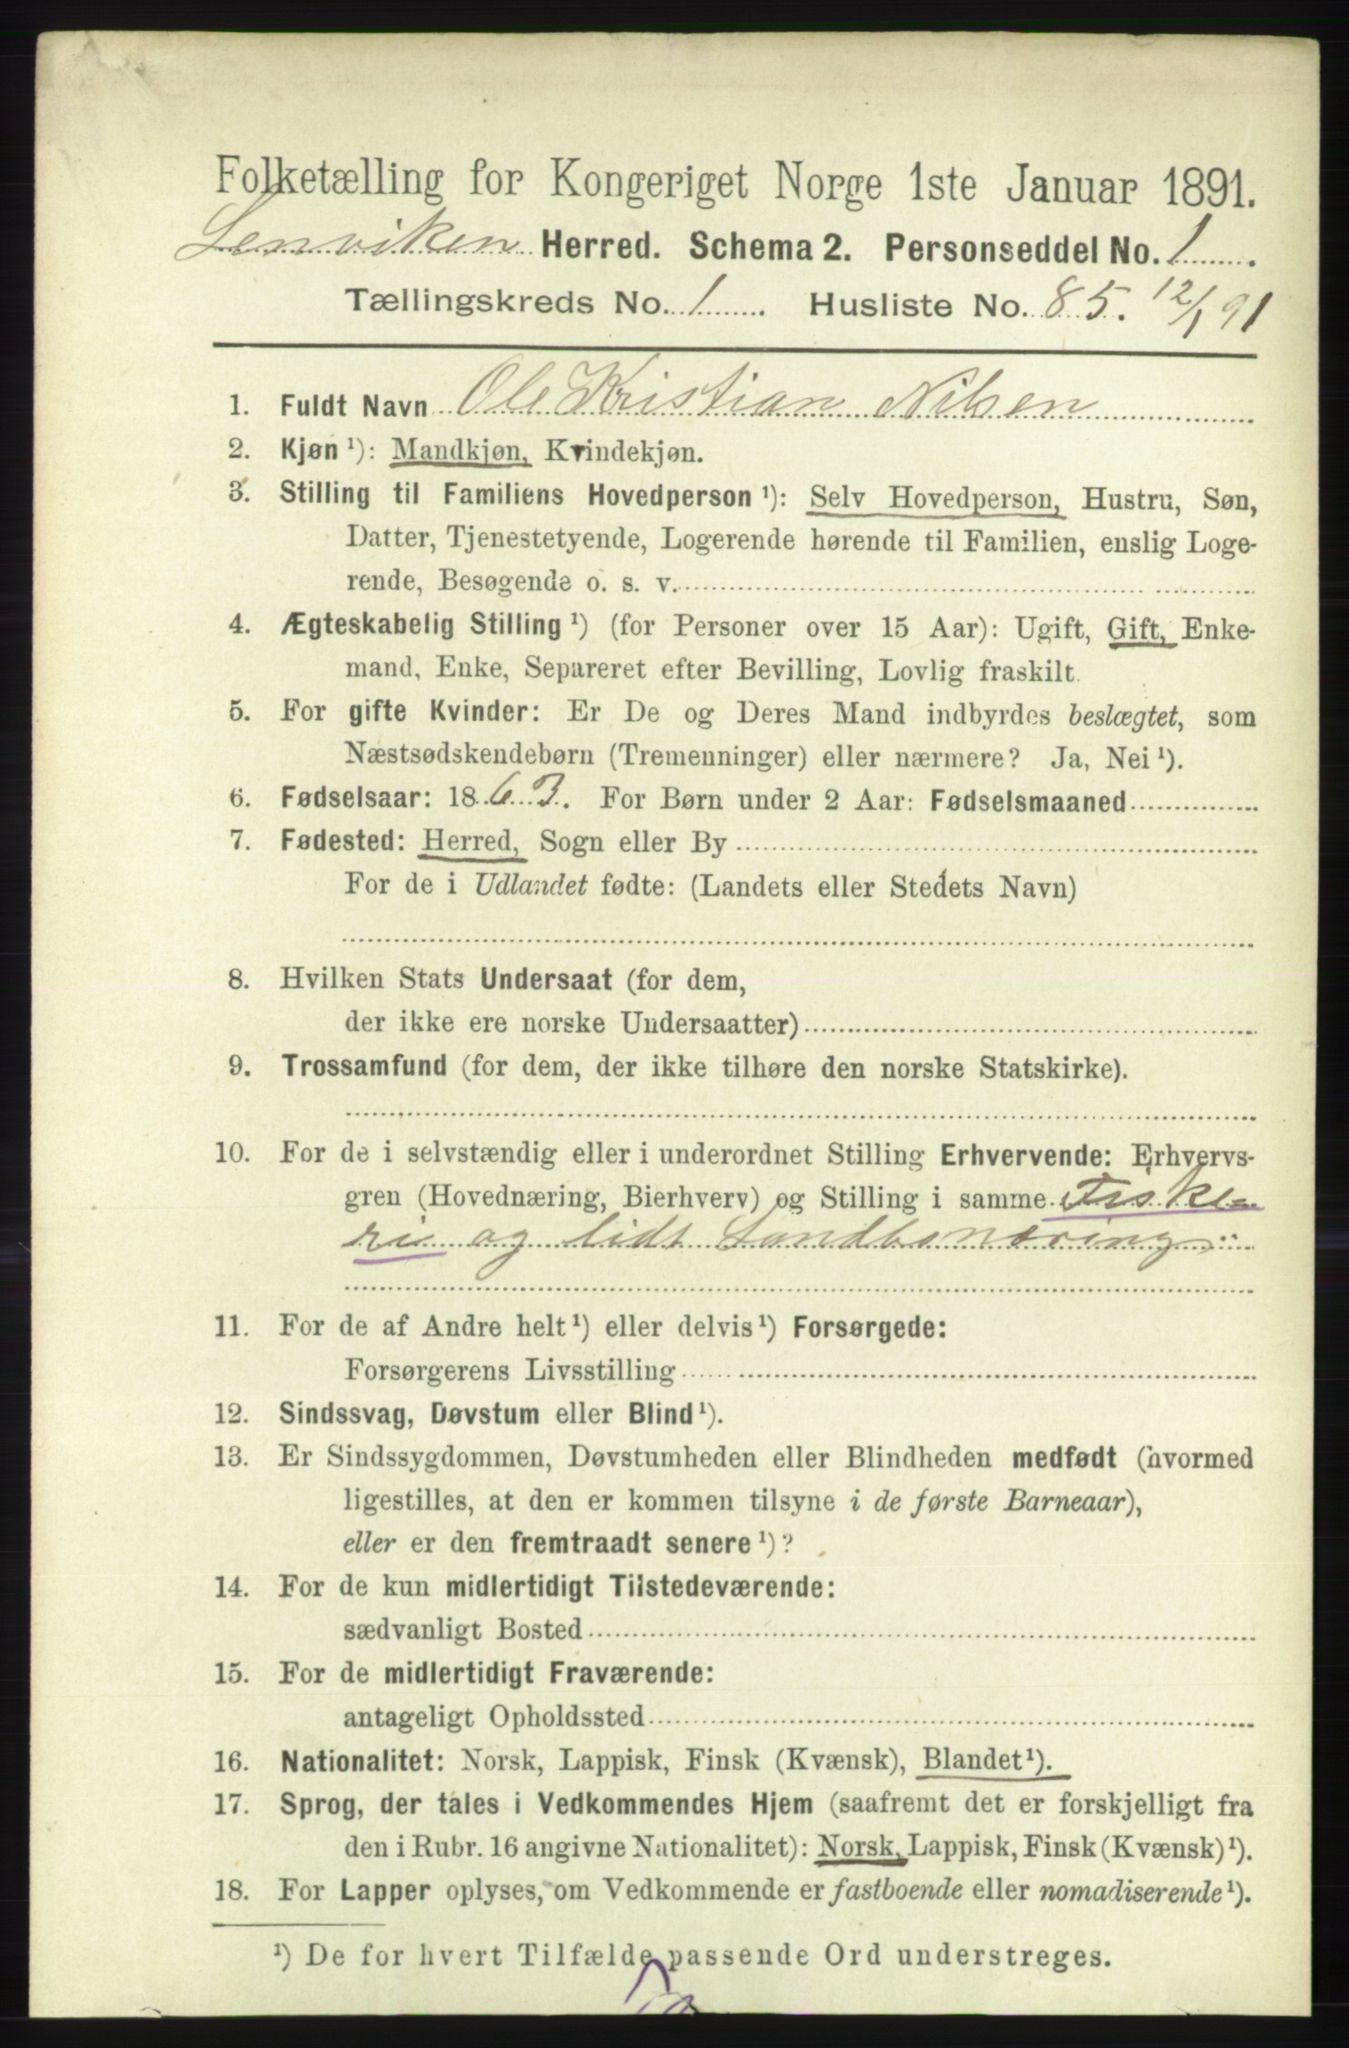 Folketælling for Kongeriget Norge 1ste Januar 1891.
Lenviken Herred. Schema 2. Personseddel No. 1
Tællingskreds No. 1 Husliste No. 85. 12/1 91
1. Fuldt Navn Ole Kristian Nilsen
2. Kjøn ¹): Mandkjøn, Kvindekjøn.
3. Stilling til Familiens Hovedperson ¹): Selv Hovedperson, Hustru, Søn,
Datter, Tjenestetyende, Logerende hørende til Familien, enslig Loge-
rende, Besøgende o. s. v.
4. Ægteskabelig Stilling ¹) (for Personer over 15 Aar): Ugift, Gift, Enke-
mand, Enke, Separeret efter Bevilling, Lovlig fraskilt.
5. For gifte Kvinder: Er De og Deres Mand indbyrdes beslægtet, som
Næstsødskendebørn (Tremenninger) eller nærmere? Ja, Nei ¹).
6. Fødselsaar: 1863. For Børn under 2 Aar: Fødselsmaaned
7. Fødested: Herred, Sogn eller By
For de i Udlandet fødte: (Landets eller Stedets Navn)
8. Hvilken Stats Undersaat (for dem,
der ikke ere norske Undersaatter)
9. Trossamfund (for dem, der ikke tilhøre den norske Statskirke).
10. For de i selvstændig eller i underordnet Stilling Erhvervende: Erhvervs-
gren (Hovednæring, Bierhverv) og Stilling i samme Fiske-
ri og lidt Landbonæring
11. For de af Andre helt ¹) eller delvis ¹) Forsørgede:
Forsørgerens Livsstilling
12. Sindssvag, Døvstum eller Blind ¹).
13. Er Sindssygdommen, Døvstumheden eller Blindheden medfødt (hvormed
ligestilles, at den er kommen tilsyne i de første Barneaar),
eller er den fremtraadt senere ¹)?
14. For de kun midlertidigt Tilstedeværende:
sædvanligt Bosted
15. For de midlertidigt Fraværende:
antageligt Opholdssted
16. Nationalitet: Norsk, Lappisk, Finsk (Kvænsk), Blandet ¹).
17. Sprog, der tales i Vedkommendes Hjem (saafremt det er forskjelligt fra
den i Rubr. 16 angivne Nationalitet): Norsk, Lappisk, Finsk (Kvænsk) ¹).
18. For Lapper oplyses, om Vedkommende er fastboende eller nomadiserende ¹).
¹) De for hvert Tilfælde passende Ord understreges.